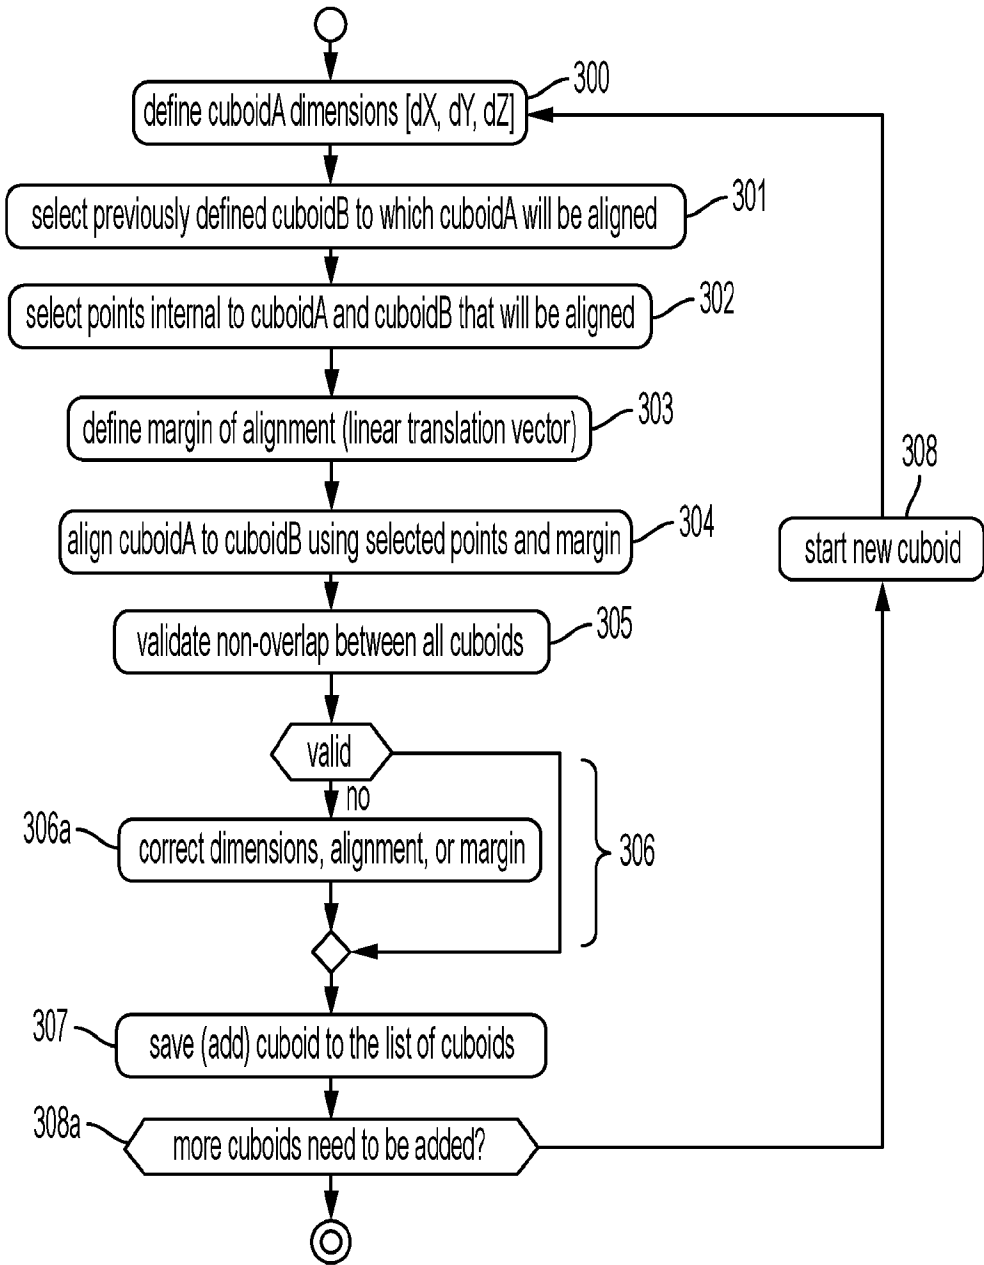 300
define cuboidA dimensions [dX, dY, dZ]
301
select previously defined cuboidB to which cuboidA will be aligned
302
select points internal to cuboidA and cuboidB that will be aligned
303
define margin of alignment (linear translation vector)
308
304
align cuboidA to cuboidB using selected points and margin
start new cuboid
305
validate non-overlap between all cuboids
valid
no
306a
correct dimensions, alignment, or margin
306
307
save (add) cuboid to the list of cuboids
308a
more cuboids need to be added?